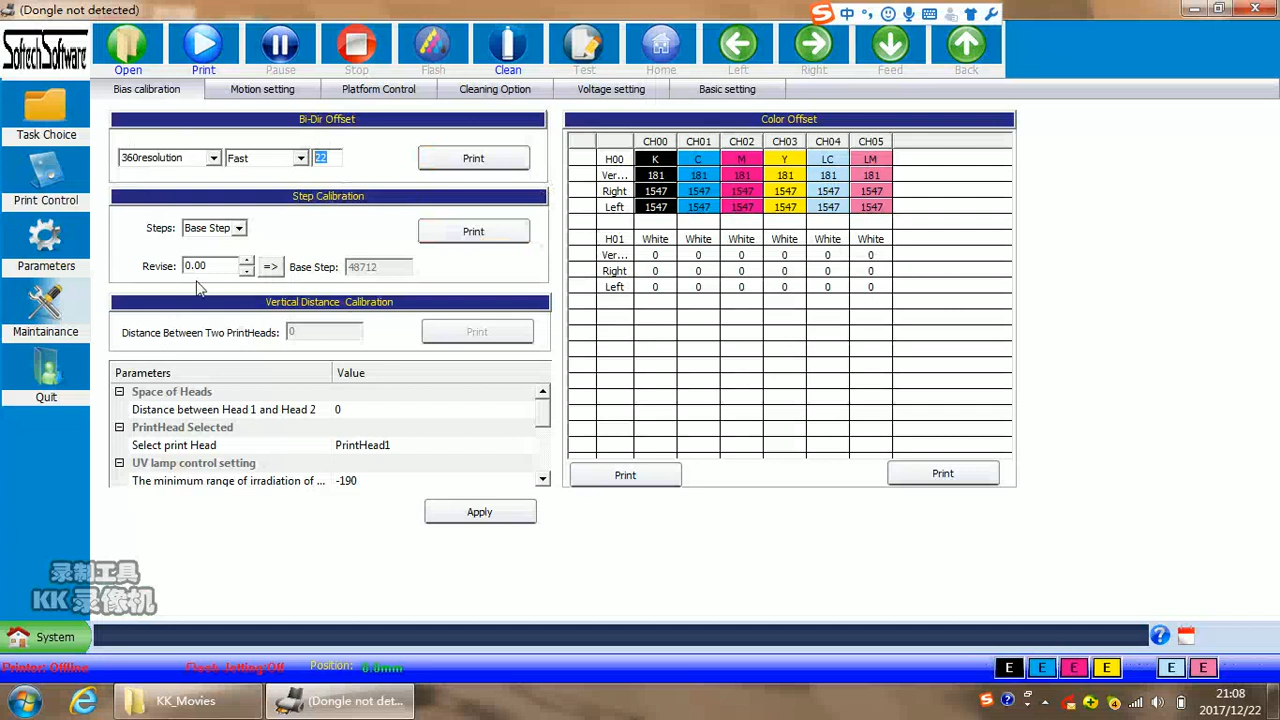 (Dongle not detected)
中
Softech Software
Open
Print
Pause
Stop
Flash
Clean
Test
Home
Left
Right
Feed
Back
Task Choice
Print Control
Parameters
Maintainance
Quit
Bias calibration
Motion setting
Platform Control
Cleaning Option
Voltage setting
Basic setting
Bi-Dir Offset
360resolution
Fast
22
Print
Step Calibration
Steps: Base Step
Print
Revise: 0.00 => Base Step: 48712
Vertical Distance Calibration
Distance Between Two PrintHeads: 0
Print
Parameters Value
Space of Heads
Distance between Head 1 and Head 2 0
PrintHead Selected
Select print Head PrintHead1
UV lamp control setting
The minimum range of irradiation of ... -190
Apply
Color Offset
CH00 CH01 CH02 CH03 CH04 CH05
H00 K C M Y LC LM
Ver... 181 181 181 181 181 181
Right 1547 1547 1547 1547 1547 1547
Left 1547 1547 1547 1547 1547 1547
H01 White White White White White White
Ver... 0 0 0 0 0 0
Right 0 0 0 0 0 0
Left 0 0 0 0 0 0
Print
Print
录制工具
KK 录像机
System
Printer: Offline
Flash Jetting Off
Position: 0.0mm
E E E E E E
KK_Movies
(Dongle not det...
21:08
2017/12/22